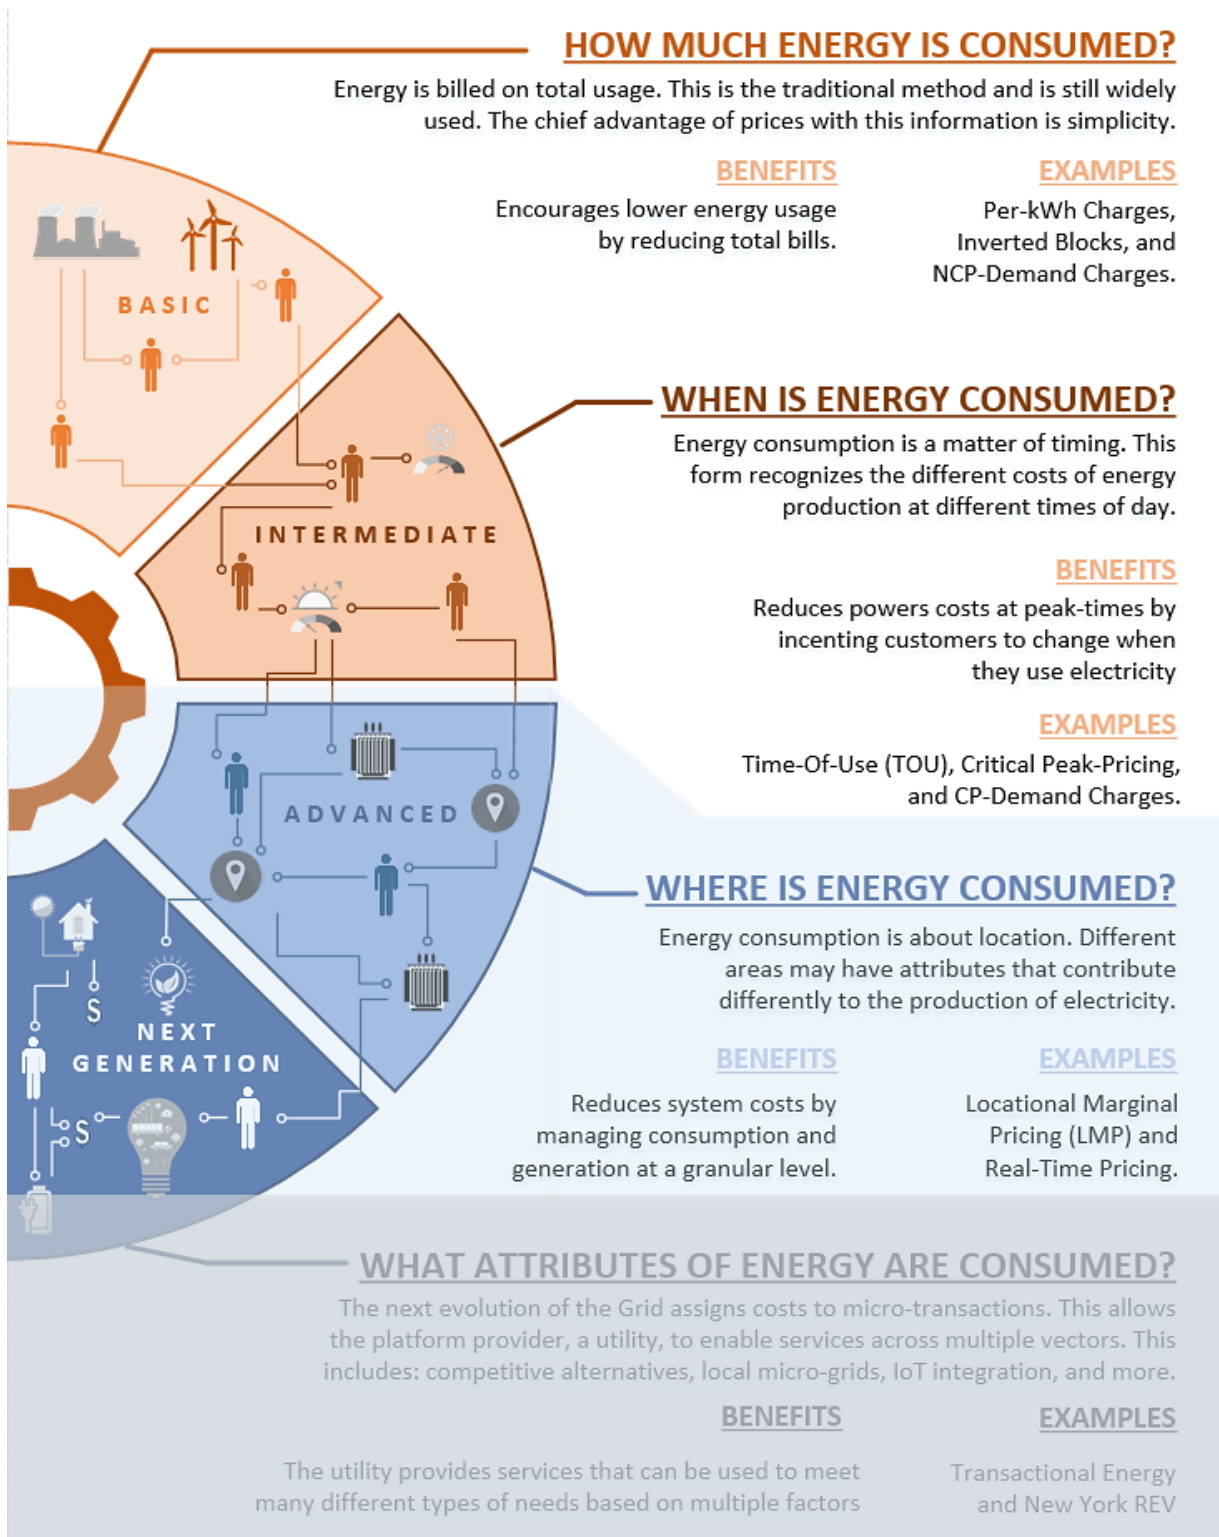 HOW MUCH ENERGY IS CONSUMED?
Energy is billed on total usage. This is the traditional method and is still widely
used. The chief advantage of prices with this information is simplicity.
BENEFITS
Encourages lower energy usage
by reducing total bills.
EXAMPLES
Per-kWh Charges,
Inverted Blocks, and
NCP-Demand Charges.
BASIC
WHEN IS ENERGY CONSUMED?
Energy consumption is a matter of timing. This
form recognizes the different costs of energy
production at different times of day.
BENEFITS
Reduces powers costs at peak-times by
incenting customers to change when
they use electricity
EXAMPLES
Time-Of-Use (TOU), Critical Peak-Pricing,
and CP-Demand Charges.
INTERMEDIATE
ADVANCED
WHERE IS ENERGY CONSUMED?
Energy consumption is about location. Different
areas may have attributes that contribute
differently to the production of electricity.
BENEFITS
Reduces system costs by
managing consumption and
generation at a granular level.
EXAMPLES
Locational Marginal
Pricing (LMP) and
Real-Time Pricing.
$
NEXT
GENERATION
$
WHAT ATTRIBUTES OF ENERGY ARE CONSUMED?
The next evolution of the Grid assigns costs to micro-transactions. This allows
the platform provider, a utility, to enable services across multiple vectors. This
includes: competitive alternatives, local micro-grids, IoT integration, and more.
BENEFITS
The utility provides services that can be used to meet
many different types of needs based on multiple factors
EXAMPLES
Transactional Energy
and New York REV